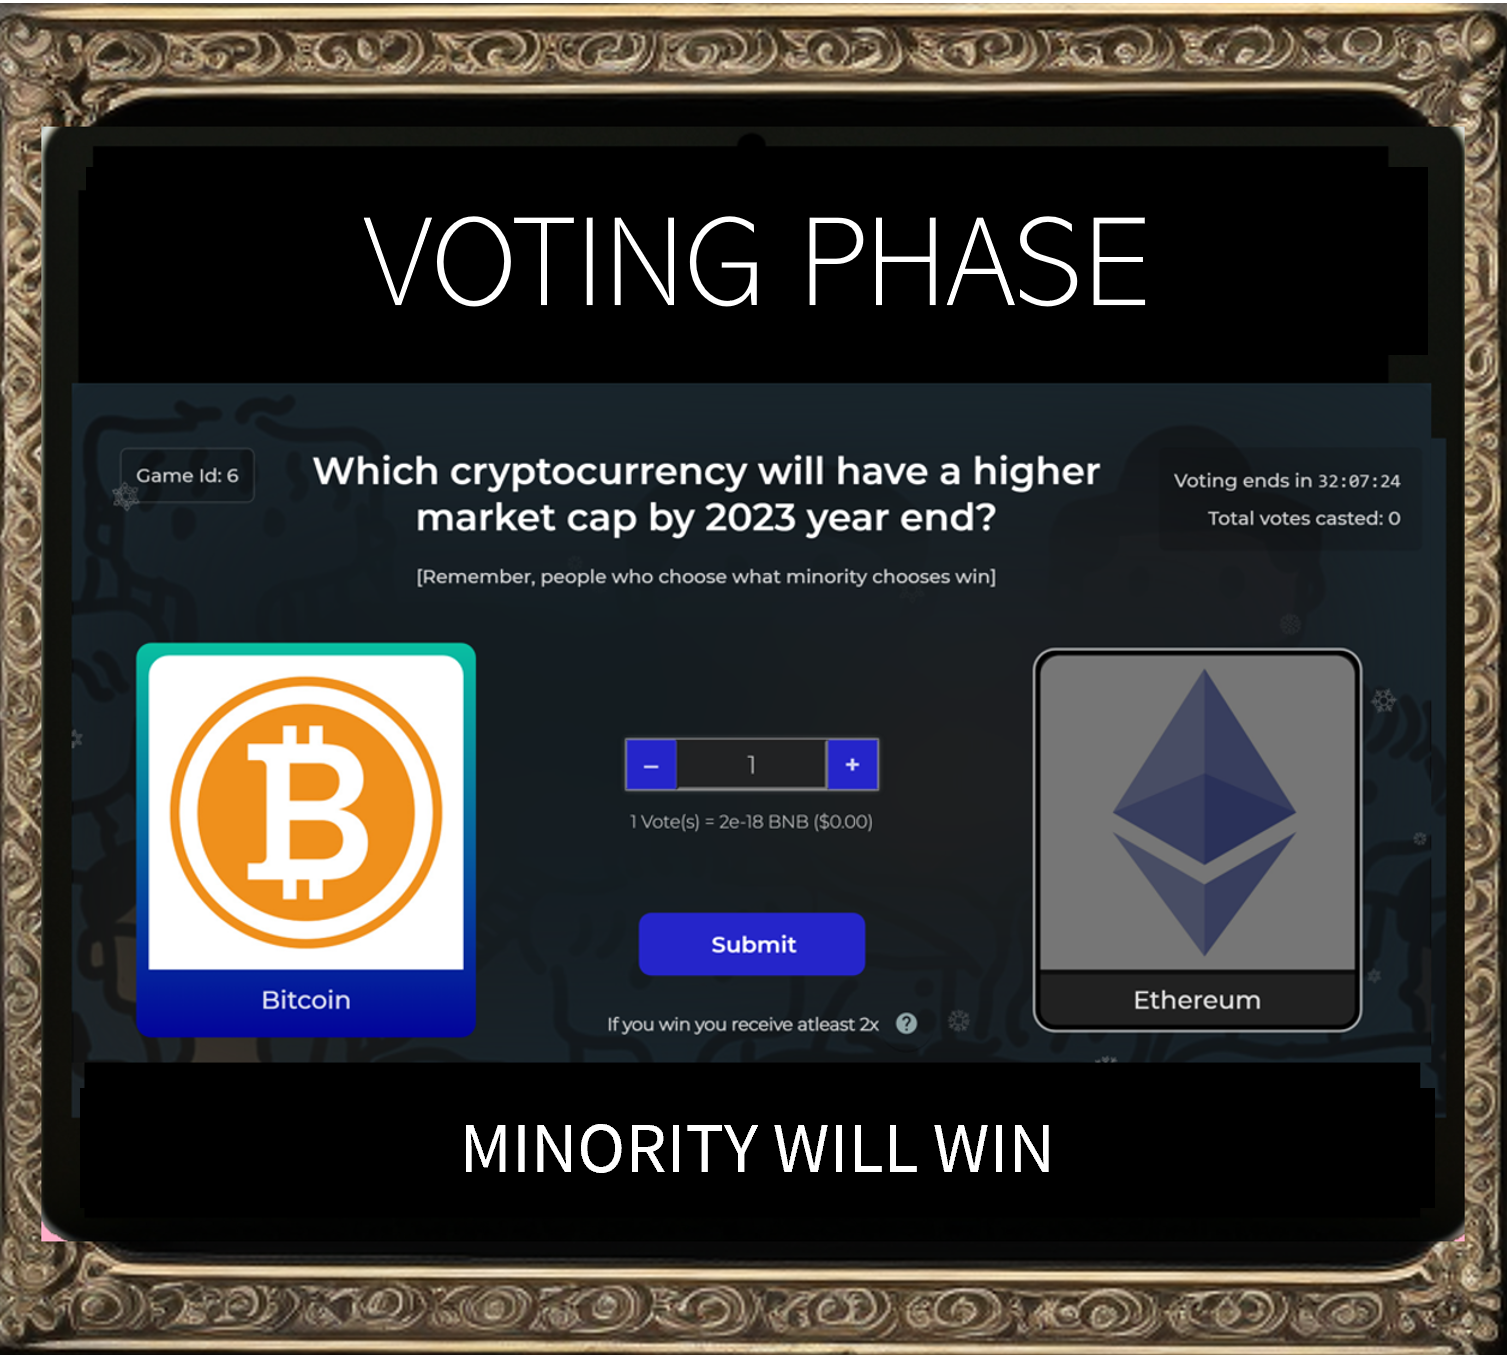 VOTING PHASE
Game Id: 6
Which cryptocurrency will have a higher
market cap by 2023 year end?
[Remember, people who choose what minority chooses win]
Voting ends in 32:07:24
Total votes casted: 0
Bitcoin
– 1 +
1 Vote(s) = 2e-18 BNB ($0.00)
Submit
If you win you receive atleast 2x ?
Ethereum
MINORITY WILL WIN